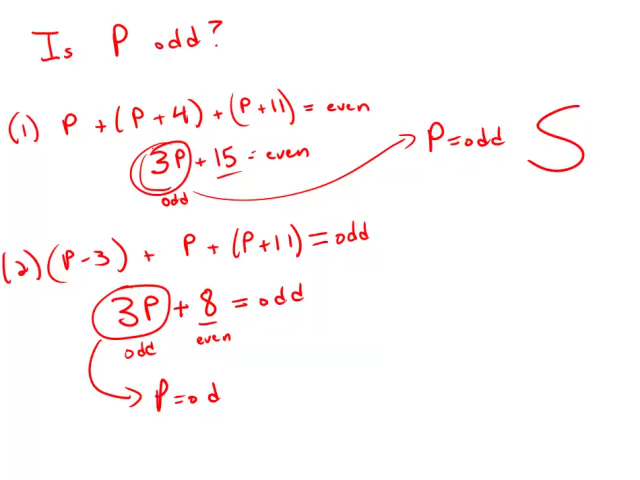 Is P odd?
(1) P + (P + 4) + (P + 11) = even
3P + 15 = even
odd
P = odd S
(2) (P - 3) + P + (P + 11) = odd
3P + 8 = odd
odd even
P = od